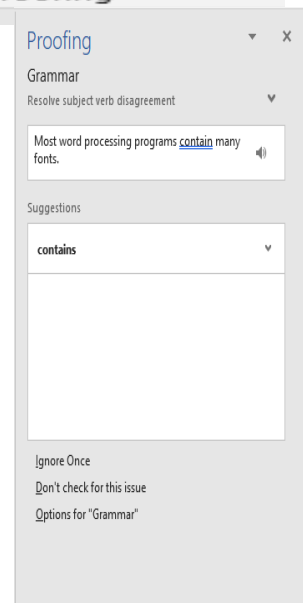 Proofing
Grammar
Resolve subject verb disagreement
Most word processing programs contain many
fonts.
Suggestions
contains
Ignore Once
Don't check for this issue
Options for "Grammar"